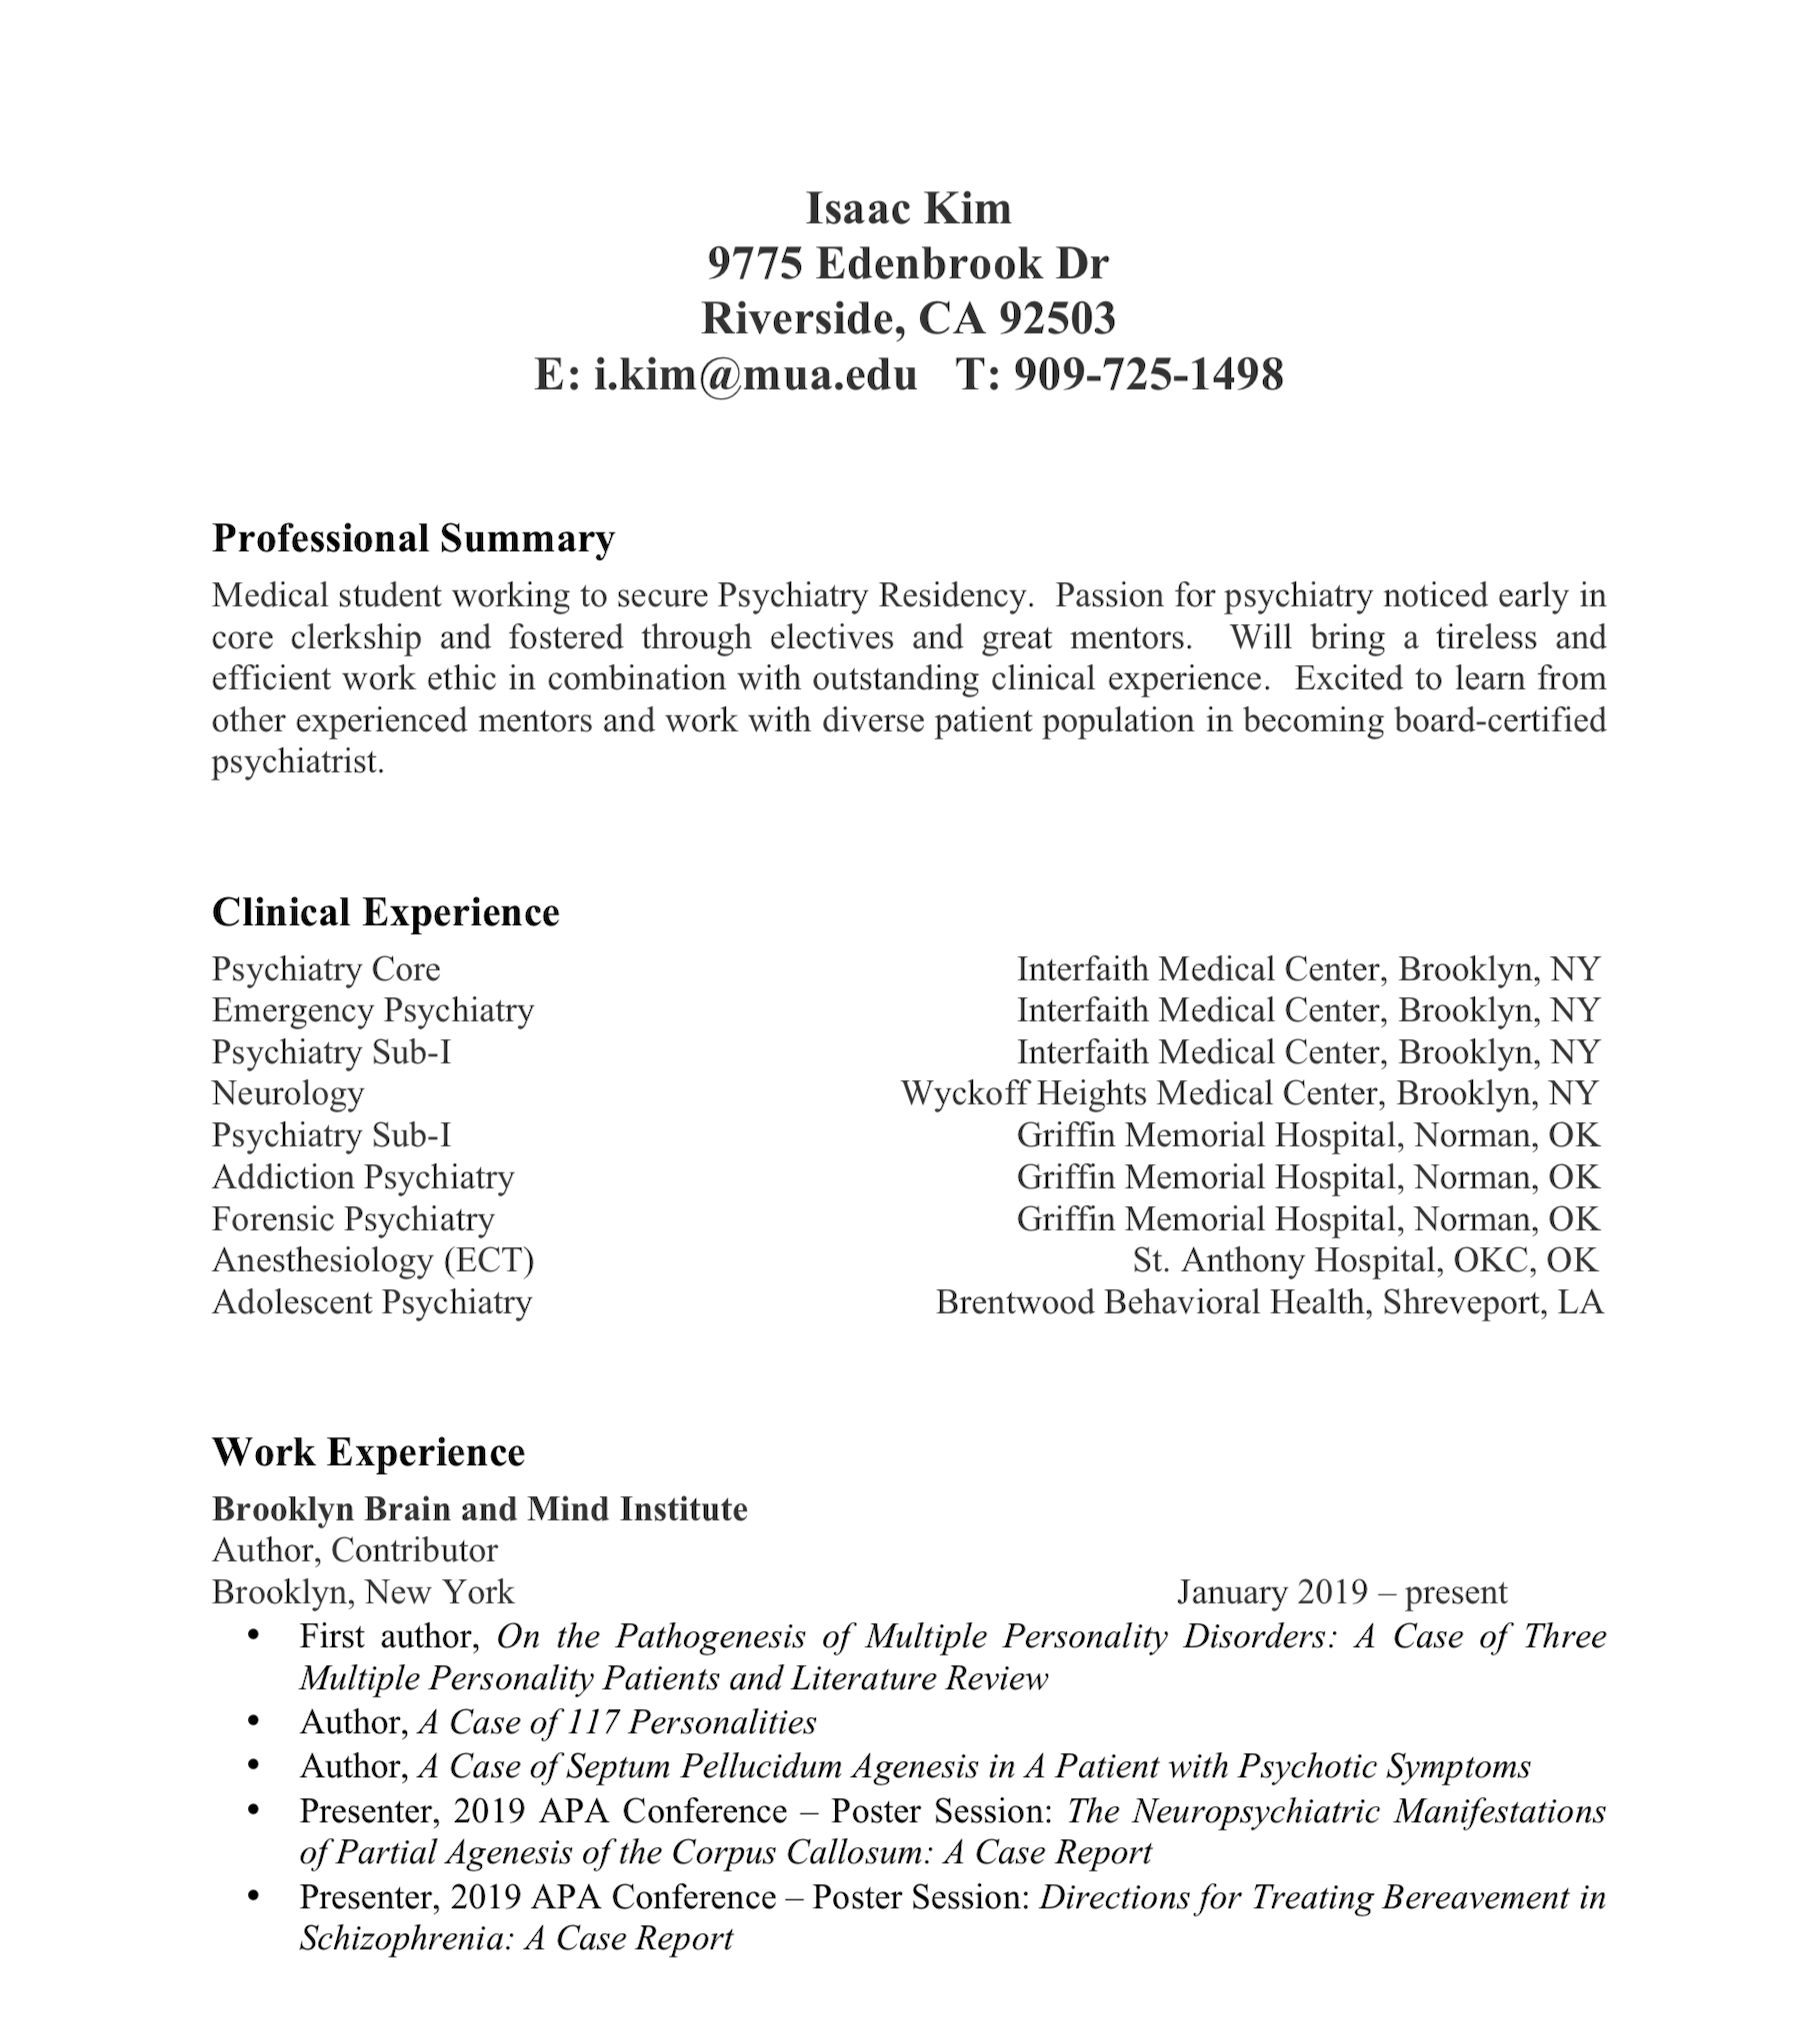 Isaac Kim
9775 Edenbrook Dr
Riverside, CA 92503
E: i.kim@mua.edu T: 909-725-1498
Professional Summary
Medical student working to secure Psychiatry Residency. Passion for psychiatry noticed early in
core clerkship and fostered through electives and great mentors. Will bring a tireless and
efficient work ethic in combination with outstanding clinical experience. Excited to learn from
other experienced mentors and work with diverse patient population in becoming board-certified
psychiatrist.
Clinical Experience
Psychiatry Core Interfaith Medical Center, Brooklyn, NY
Emergency Psychiatry Interfaith Medical Center, Brooklyn, NY
Psychiatry Sub-I Interfaith Medical Center, Brooklyn, NY
Neurology Wyckoff Heights Medical Center, Brooklyn, NY
Psychiatry Sub-I Griffin Memorial Hospital, Norman, OK
Addiction Psychiatry Griffin Memorial Hospital, Norman, OK
Forensic Psychiatry Griffin Memorial Hospital, Norman, OK
Anesthesiology (ECT) St. Anthony Hospital, OKC, OK
Adolescent Psychiatry Brentwood Behavioral Health, Shreveport, LA
Work Experience
Brooklyn Brain and Mind Institute
Author, Contributor
Brooklyn, New York January 2019 – present
• First author, On the Pathogenesis of Multiple Personality Disorders: A Case of Three
Multiple Personality Patients and Literature Review
• Author, A Case of 117 Personalities
• Author, A Case of Septum Pellucidum Agenesis in A Patient with Psychotic Symptoms
• Presenter, 2019 APA Conference – Poster Session: The Neuropsychiatric Manifestations
of Partial Agenesis of the Corpus Callosum: A Case Report
• Presenter, 2019 APA Conference – Poster Session: Directions for Treating Bereavement in
Schizophrenia: A Case Report